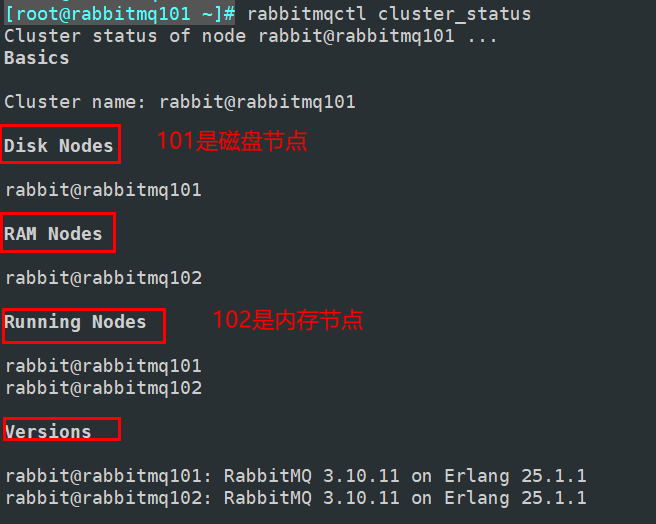 [root@rabbitmq101 ~]# rabbitmqctl cluster_status
Cluster status of node rabbit@rabbitmq101 ...
Basics
Cluster name: rabbit@rabbitmq101
Disk Nodes 101是磁盘节点
rabbit@rabbitmq101
RAM Nodes
rabbit@rabbitmq102
Running Nodes 102是内存节点
rabbit@rabbitmq101
rabbit@rabbitmq102
Versions
rabbit@rabbitmq101: RabbitMQ 3.10.11 on Erlang 25.1.1
rabbit@rabbitmq102: RabbitMQ 3.10.11 on Erlang 25.1.1